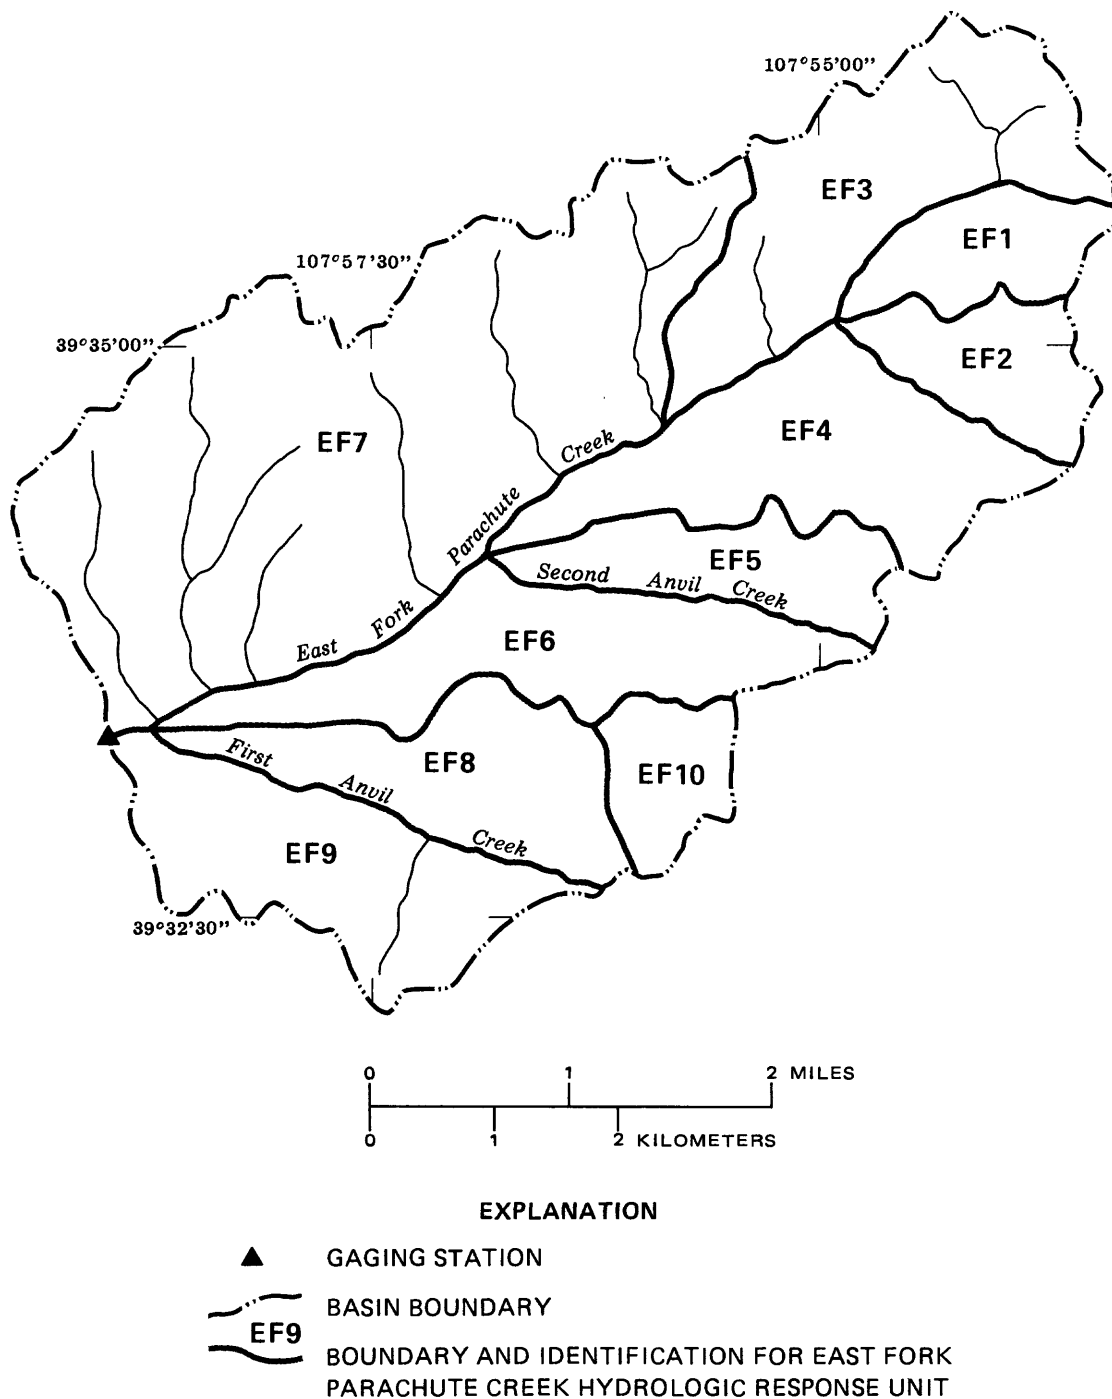 107°55'00"
EF3
EF1
107°57'30"
39°35'00"
EF2
EF7
EF4
East Fork Parachute Creek
EF5
Second Anvil Creek
EF6
First Anvil Creek
EF8
EF10
EF9
39°32'30"
0 1 2 MILES
0 1 2 KILOMETERS
EXPLANATION
GAGING STATION
BASIN BOUNDARY
EF9
BOUNDARY AND IDENTIFICATION FOR EAST FORK
PARACHUTE CREEK HYDROLOGIC RESPONSE UNIT